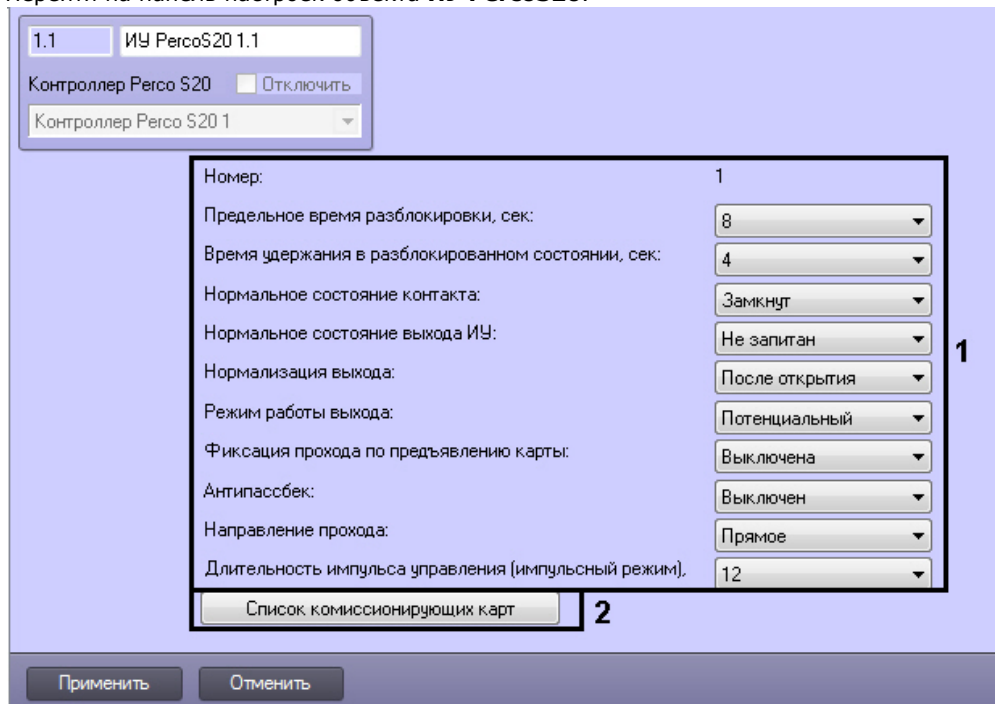 1.1 ИУ PercoS20 1.1
Контроллер Perco S20 Отключить
Контроллер Perco S20 1
Номер: 1
Предельное время разблокировки, сек: 8
Время удержания в разблокированном состоянии, сек: 4
Нормальное состояние контакта: Замкнут
Нормальное состояние выхода ИУ: Не запитан
Нормализация выхода: После открытия
Режим работы выхода: Потенциальный
Фиксация прохода по предъявлению карты: Выключена
Антипассбек: Выключен
Направление прохода: Прямое
Длительность импульса управления (импульсный режим), 12
1
Список комиссионирующих карт 2
Применить Отменить